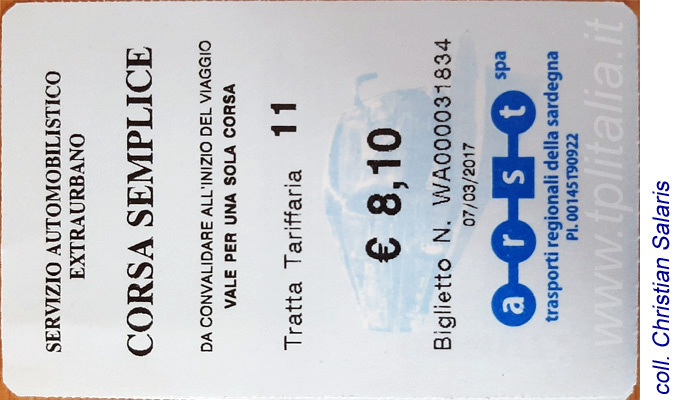 SERVIZIO AUTOMOBILISTICO
EXTRAURBANO
CORSA SEMPLICE
DA CONVALIDARE ALL'INIZIO DEL VIAGGIO
VALE PER UNA SOLA CORSA
Tratta Tariffaria 11
€ 8,10
Biglietto N. WA000031834
07/03/2017
arst spa
trasporti regionali della sardegna
PI. 00145190922
www.tplitalia.it
coll. Christian Salaris